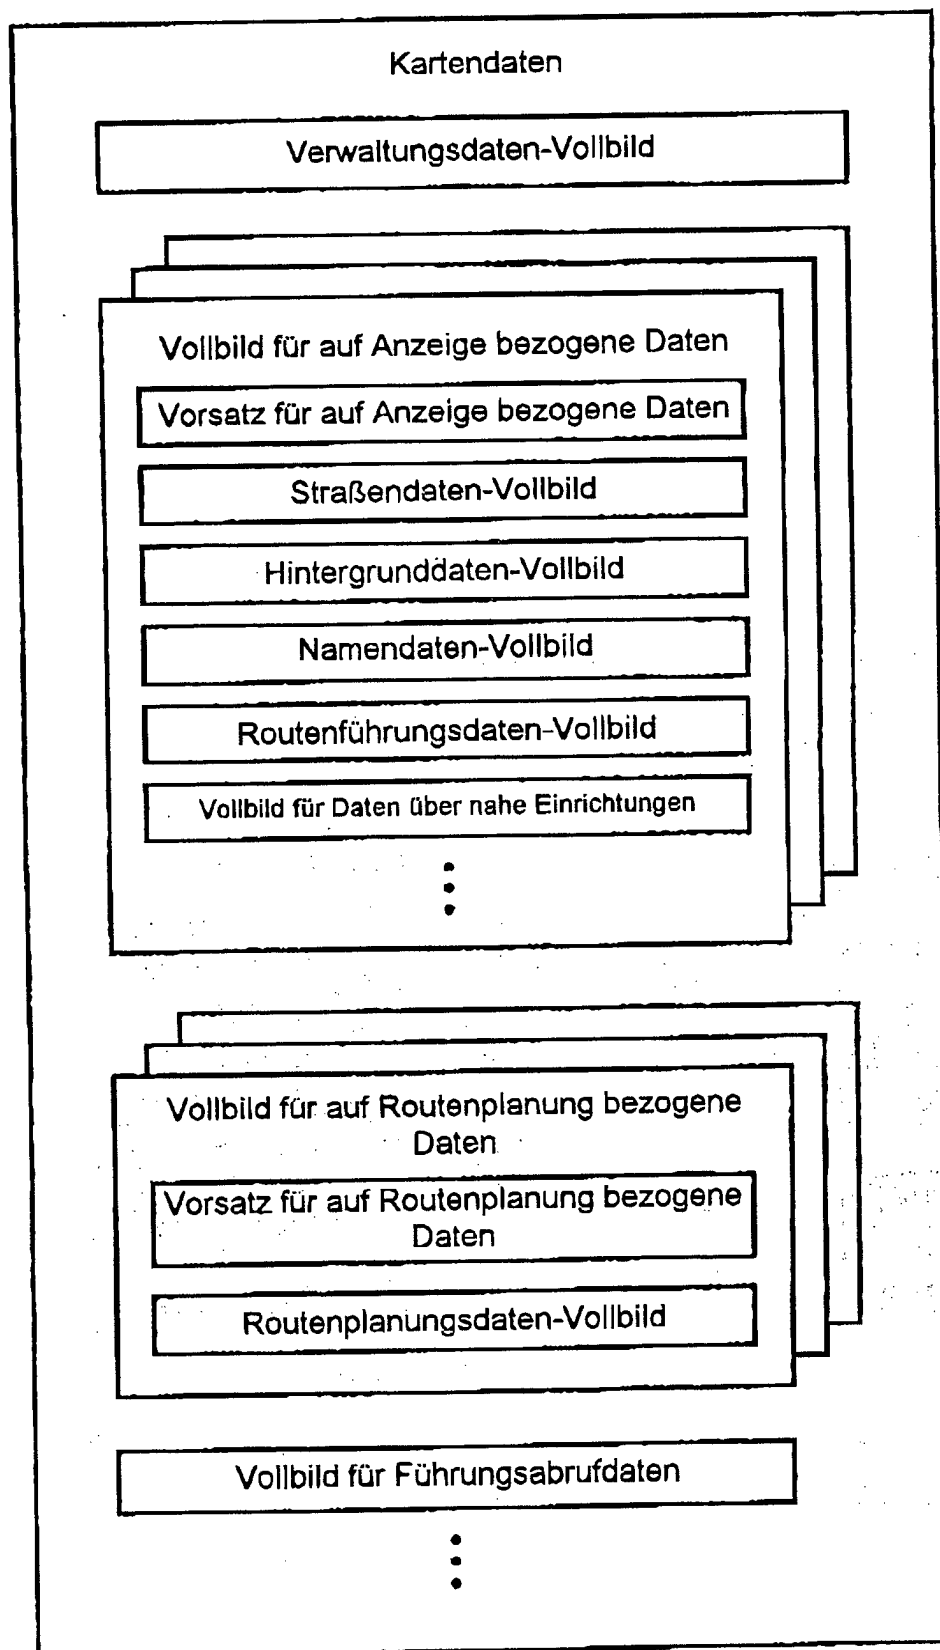 Kartendaten
Verwaltungsdaten-Vollbild
Vollbild für auf Anzeige bezogene Daten
Vorsatz für auf Anzeige bezogene Daten
Straßendaten-Vollbild
Hintergrunddaten-Vollbild
Namendaten-Vollbild
Routenführungsdaten-Vollbild
Vollbild für Daten über nahe Einrichtungen
Vollbild für auf Routenplanung bezogene
Daten
Vorsatz für auf Routenplanung bezogene
Daten
Routenplanungsdaten-Vollbild
Vollbild für Führungsabrufdaten